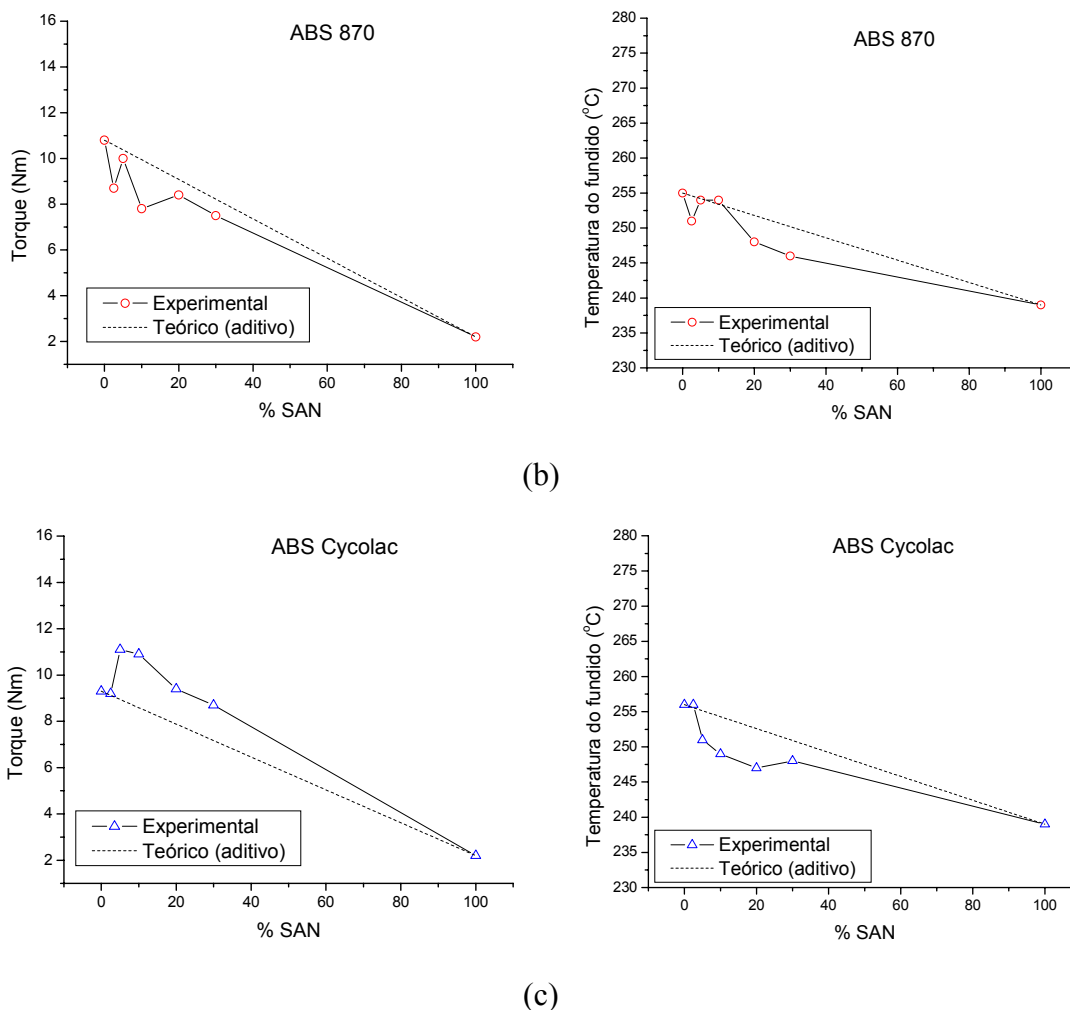 ABS 870
Torque (Nm)
16
14
12
10
8
6
4
2
0
20
40
60
80
100
% SAN
Experimental
Teórico (aditivo)
ABS 870
Temperatura do fundido (°C)
280
275
270
265
260
255
250
245
240
235
230
0
20
40
60
80
100
% SAN
Experimental
Teórico (aditivo)
(b)
ABS Cycolac
Torque (Nm)
16
14
12
10
8
6
4
2
0
20
40
60
80
100
% SAN
Experimental
Teórico (aditivo)
ABS Cycolac
Temperatura do fundido (°C)
280
275
270
265
260
255
250
245
240
235
230
0
20
40
60
80
100
% SAN
Experimental
Teórico (aditivo)
(c)